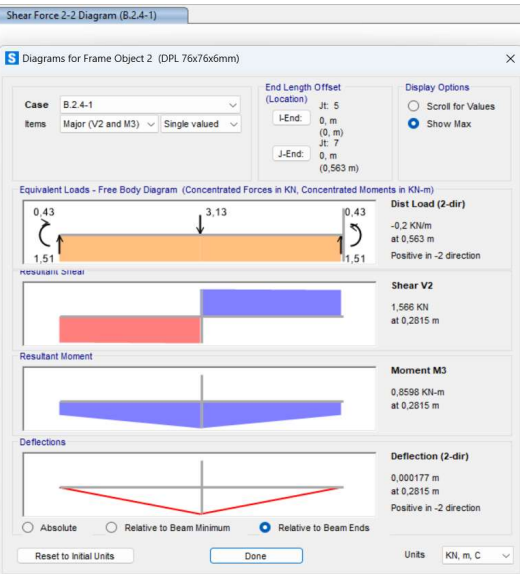 Shear Force 2-2 Diagram (B.2.4-1)
S Diagrams for Frame Object 2 (DPL 76x76x6mm)
Case B.2.4-1
Items Major (V2 and M3) Single valued
End Length Offset
(Location)
I-End: Jt: 5
0, m
(0, m)
J-End: Jt: 7
0, m
(0,563 m)
Display Options
Scroll for Values
Show Max
Equivalent Loads - Free Body Diagram (Concentrated Forces in KN, Concentrated Moments in KN-m)
0,43 3,13 0,43
1,51 1,51
Dist Load (2-dir)
-0,2 KN/m
at 0,563 m
Positive in -2 direction
Resultant Shear
Shear V2
1,566 KN
at 0,2815 m
Resultant Moment
Moment M3
0,8598 KN-m
at 0,2815 m
Deflections
Deflection (2-dir)
0,000177 m
at 0,2815 m
Positive in -2 direction
Absolute Relative to Beam Minimum Relative to Beam Ends
Reset to Initial Units Done Units KN, m, C